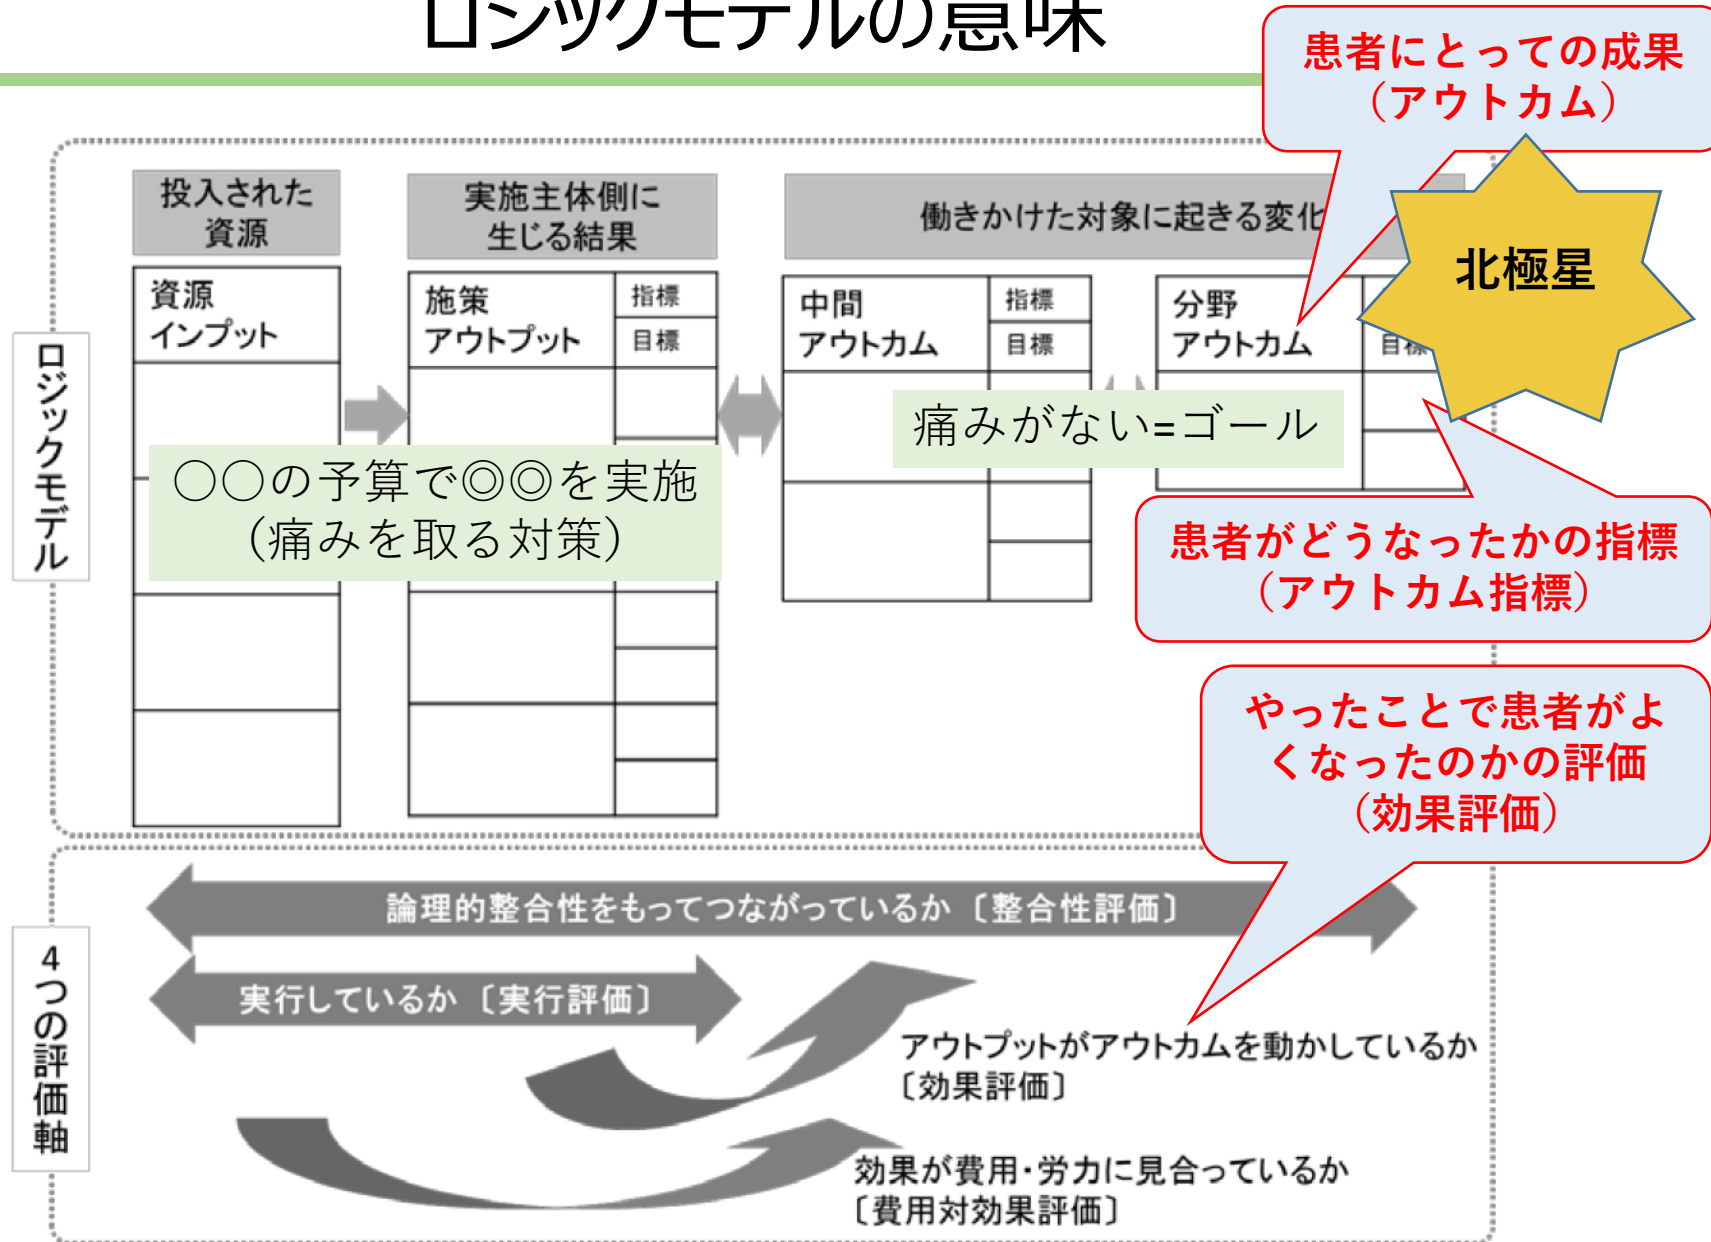 ロジックモデルの意味
患者にとっての成果
（アウトカム）
北極星
投入された
資源
実施主体側に
生じる結果
働きかけた対象に起きる変化
資源
インプット
施策
アウトプット
指標
目標
中間
アウトカム
指標
目標
分野
アウトカム
目標
ロジックモデル
○○の予算で◎◎を実施
（痛みを取る対策）
痛みがない=ゴール
患者がどうなったかの指標
（アウトカム指標）
やったことで患者がよ
くなったのかの評価
（効果評価）
4つの評価軸
論理的整合性をもってつながっているか〔整合性評価〕
実行しているか〔実行評価〕
アウトプットがアウトカムを動かしているか
〔効果評価〕
効果が費用・労力に見合っているか
〔費用対効果評価〕